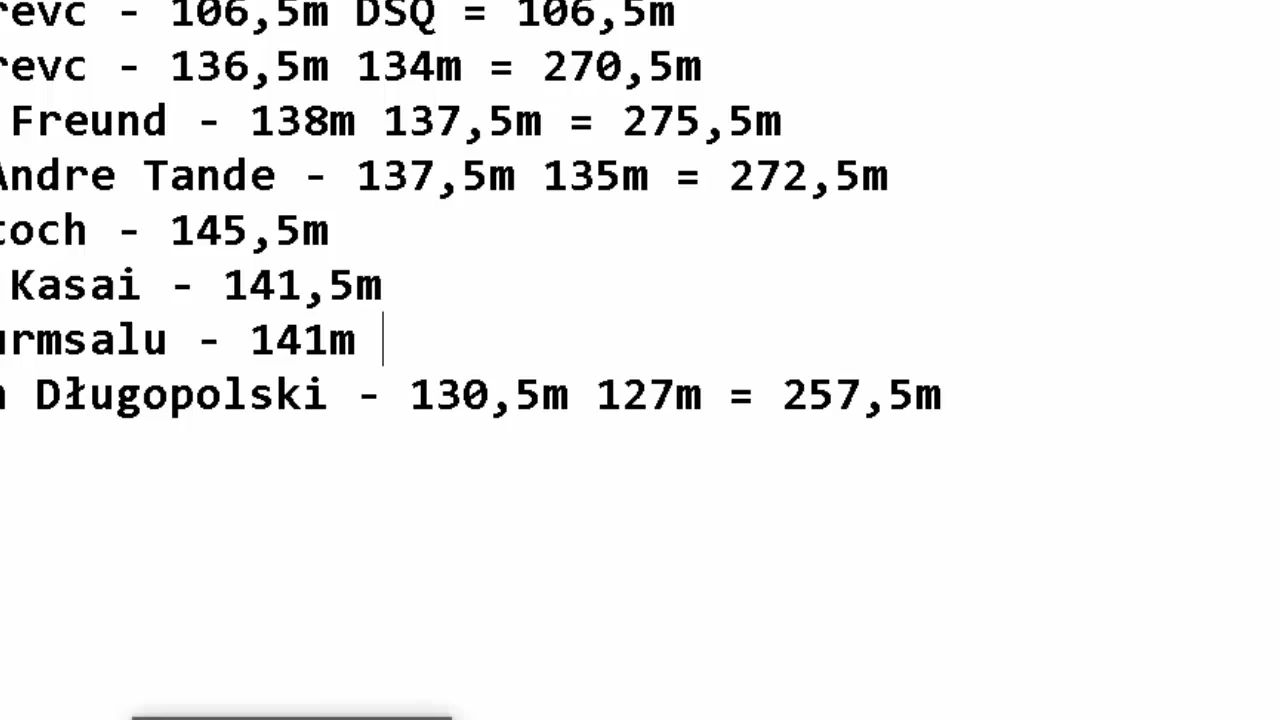 revc - 106,5m DSQ = 106,5m
revc - 136,5m 134m = 270,5m
Freund - 138m 137,5m = 275,5m
Andre Tande - 137,5m 135m = 272,5m
toch - 145,5m
Kasai - 141,5m
urmsalu - 141m
n Długopolski - 130,5m 127m = 257,5m